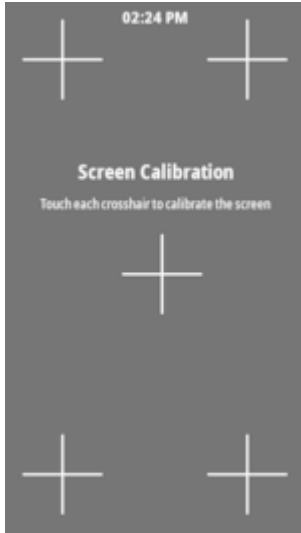 02:24 PM
Screen Calibration
Touch each crosshair to calibrate the screen